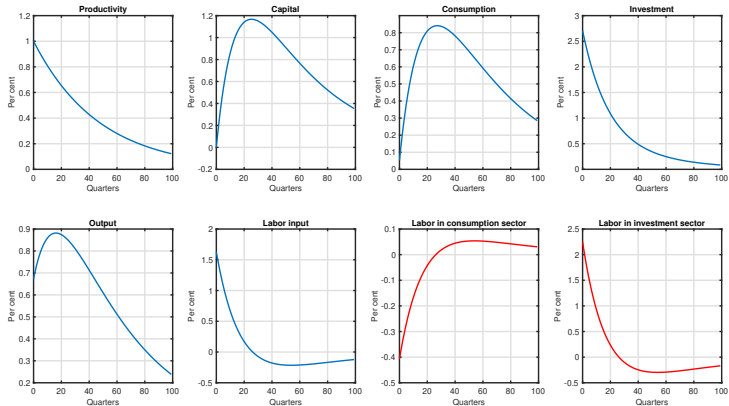 Productivity
Per cent
1.2
1
0.8
0.6
0.4
0.2
0
0 20 40 60 80 100
Quarters
Capital
Per cent
1.2
1
0.8
0.6
0.4
0.2
0
-0.2
0 20 40 60 80 100
Quarters
Consumption
Per cent
0.8
0.7
0.6
0.5
0.4
0.3
0.2
0.1
0
0 20 40 60 80 100
Quarters
Investment
Per cent
3
2.5
2
1.5
1
0.5
0
0 20 40 60 80 100
Quarters
Output
Per cent
0.9
0.8
0.7
0.6
0.5
0.4
0.3
0.2
0 20 40 60 80 100
Quarters
Labor input
Per cent
2
1.5
1
0.5
0
-0.5
0 20 40 60 80 100
Quarters
Labor in consumption sector
Per cent
0.1
0
-0.1
-0.2
-0.3
-0.4
-0.5
0 20 40 60 80 100
Quarters
Labor in investment sector
Per cent
2.5
2
1.5
1
0.5
0
-0.5
0 20 40 60 80 100
Quarters